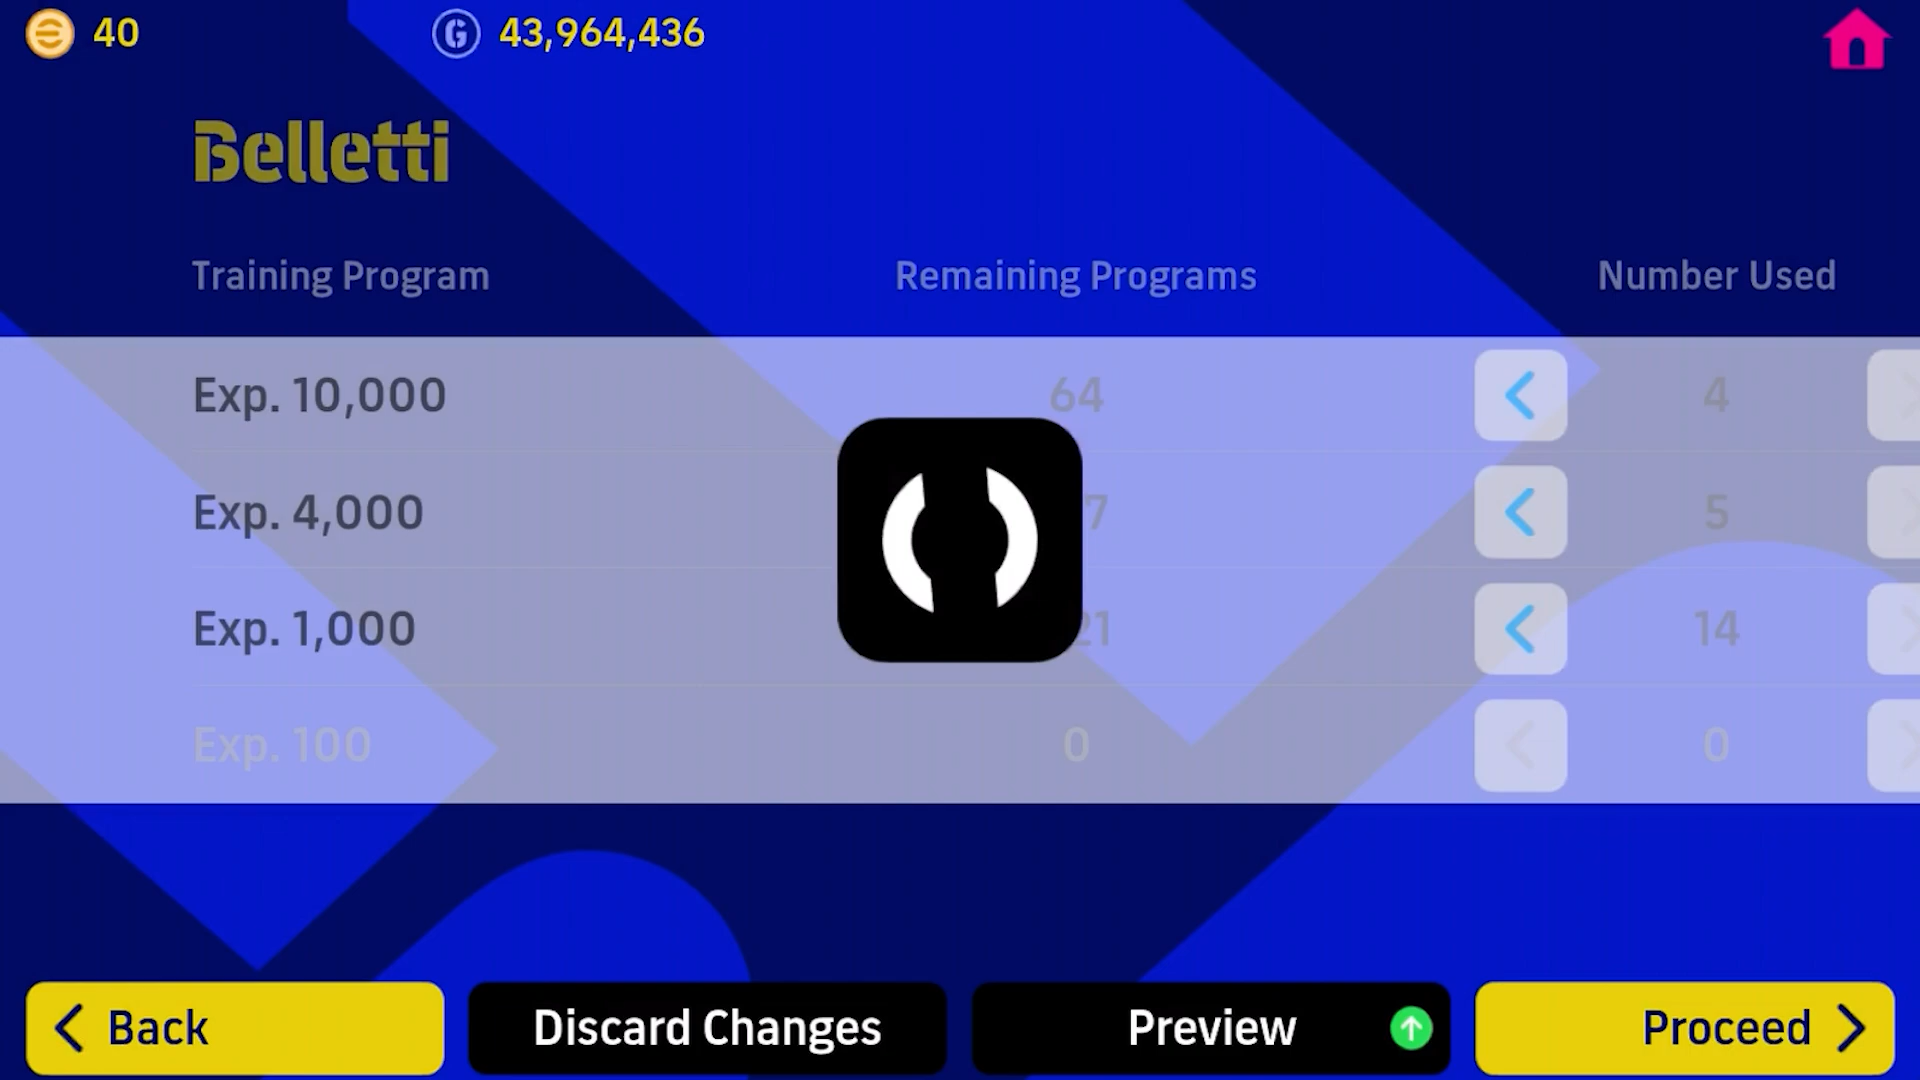 40 43,964,436
Belletti
Training Program Remaining Programs Number Used
Exp. 10,000 64 4
Exp. 4,000 5
Exp. 1,000 14
Exp. 100 0 0
Back Discard Changes Preview Proceed